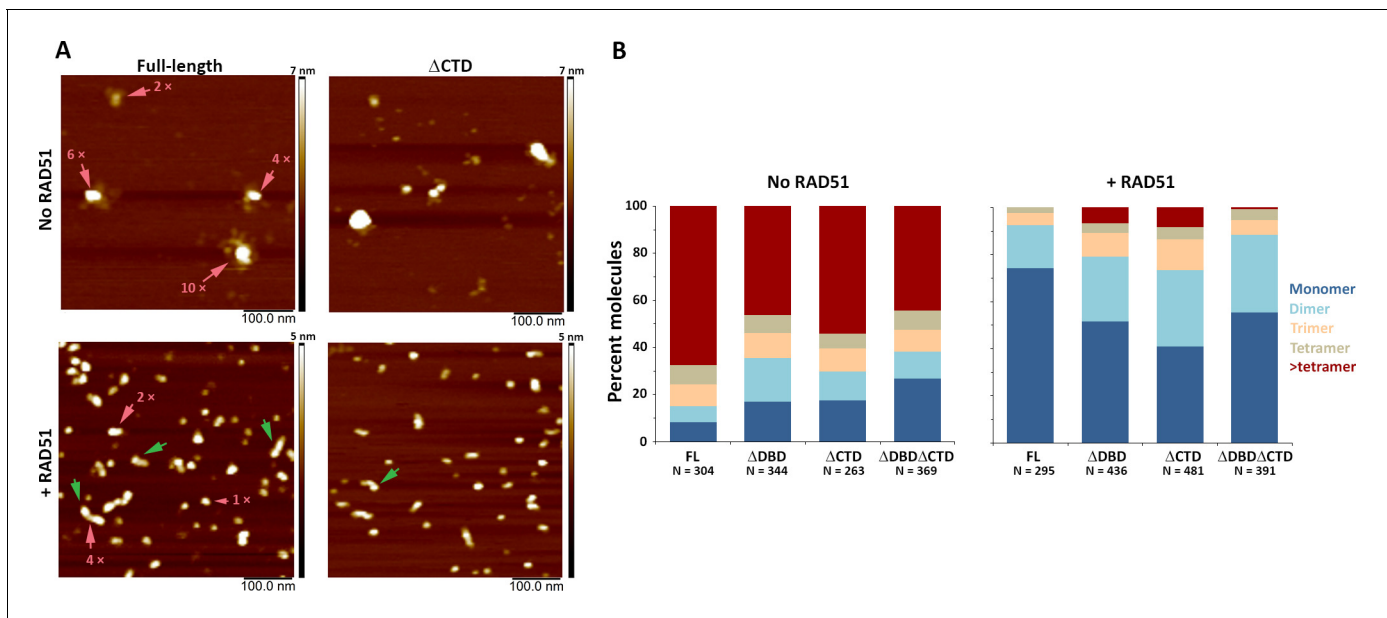 A
Full-length
ΔCTD
7 nm
7 nm
No RAD51
2 ×
6 ×
4 ×
10 ×
100.0 nm
100.0 nm
5 nm
5 nm
+ RAD51
2 ×
1 ×
4 ×
100.0 nm
100.0 nm
B
No RAD51
+ RAD51
Percent molecules
100
80
60
40
20
0
FL
ΔDBD
ΔCTD
ΔDBDΔCTD
N = 304
N = 344
N = 263
N = 369
FL
ΔDBD
ΔCTD
ΔDBDΔCTD
N = 295
N = 436
N = 481
N = 391
Monomer
Dimer
Trimer
Tetramer
>tetramer